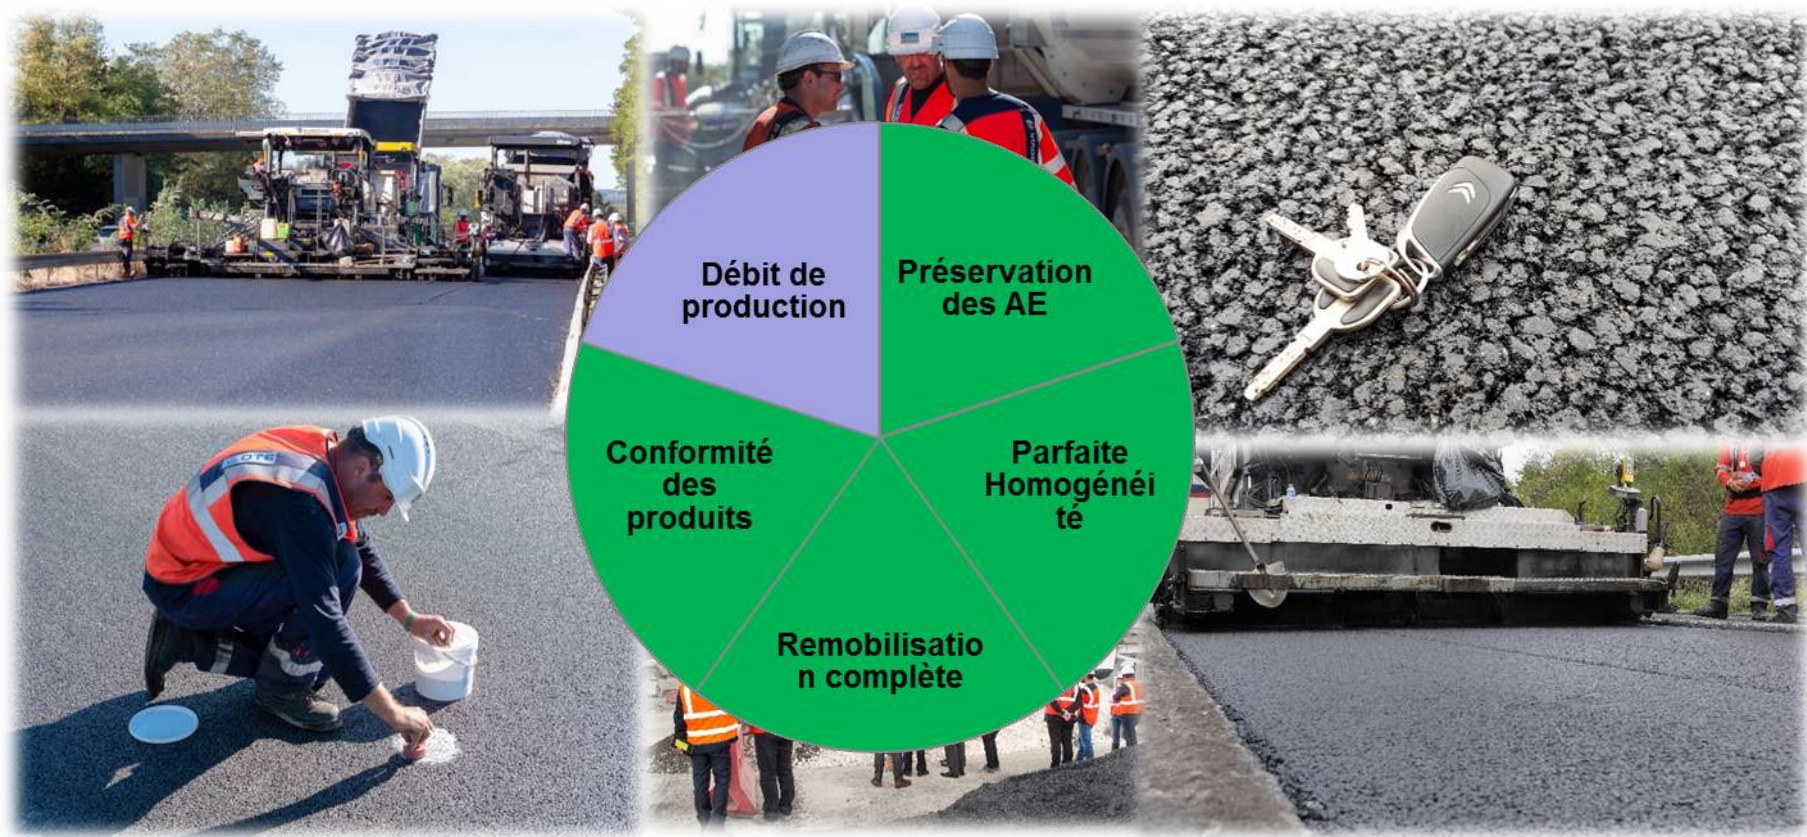 Débit de
production
Préservation
des AE
Conformité
des
produits
Parfaite
Homogénéi
té
Remobilisatio
n complète